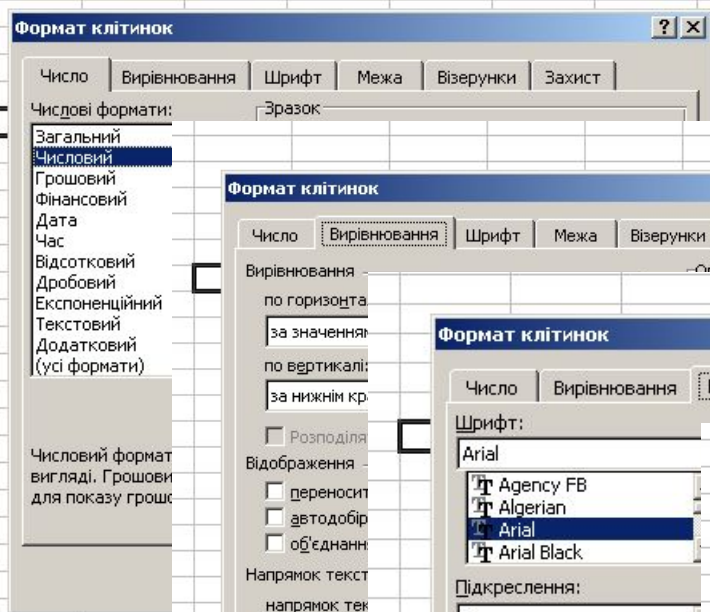 Формат клітинок
Число Вирівнювання Шрифт Межа Візерунки Захист
Числові формати:
Зразок
Загальний
Числовий
Грошовий
Фінансовий
Дата
Час
Відсотковий
Дробовий
Експоненційний
Текстовий
Додатковий
(усі формати)
Числовий формат
вигляді. Грошови
для показу грошо
Формат клітинок
Число Вирівнювання Шрифт Межа Візерунки
Вирівнювання
по горизонта
за значенням
по вертикалі:
за нижнім кра
Розподіля
Відображення
переносит
автодобір
об'єднанн
Напрямок текст
напрямок тек
Формат клітинок
Число Вирівнювання
Шрифт:
Arial
Agency FB
Algerian
Arial
Arial Black
Підкреслення: